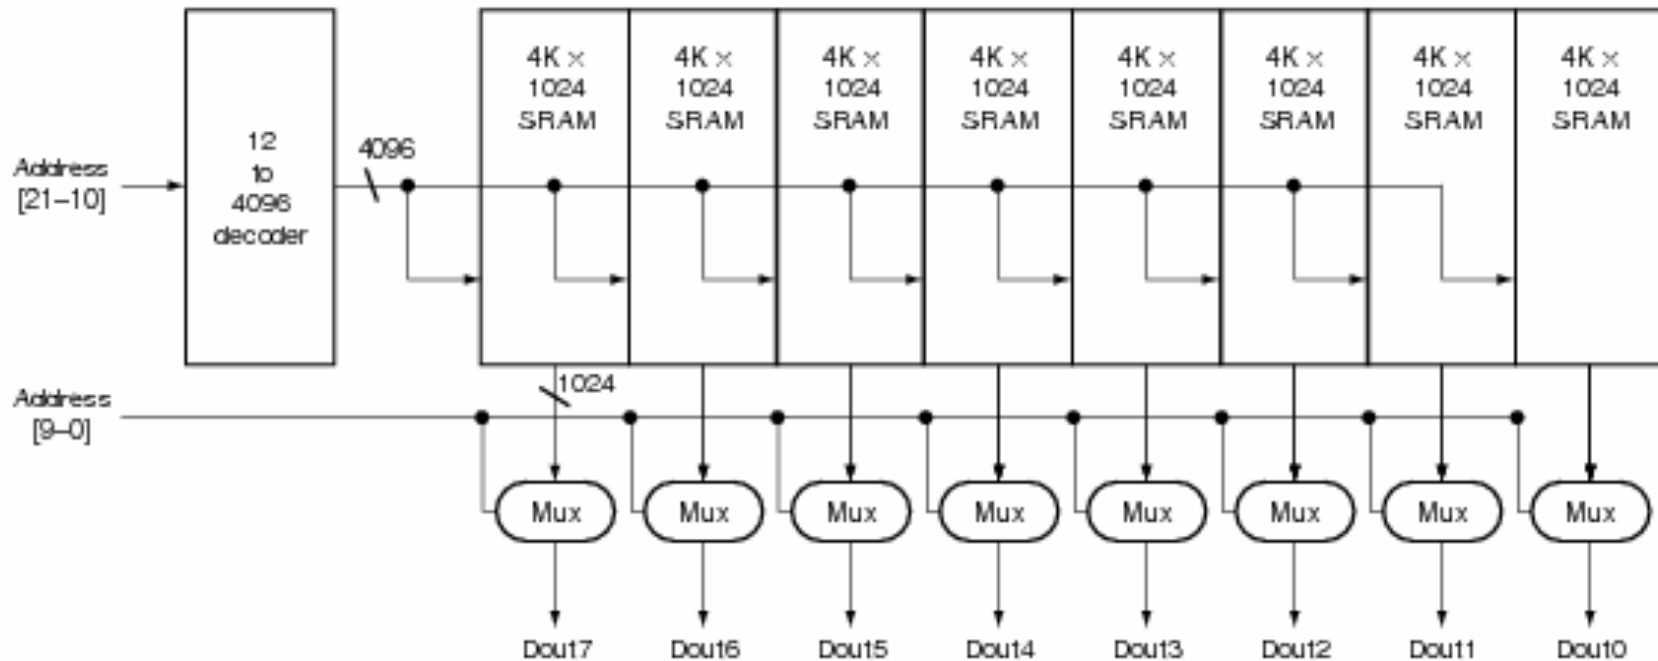 4K ×
1024
SRAM
4K ×
1024
SRAM
4K ×
1024
SRAM
4K ×
1024
SRAM
4K ×
1024
SRAM
4K ×
1024
SRAM
4K ×
1024
SRAM
4K ×
1024
SRAM
12
to
4096
decoder
4096
Address
[21–10]
1024
Address
[9–0]
Mux
Mux
Mux
Mux
Mux
Mux
Mux
Mux
Dout7
Dout6
Dout5
Dout4
Dout3
Dout2
Dout1
Dout0